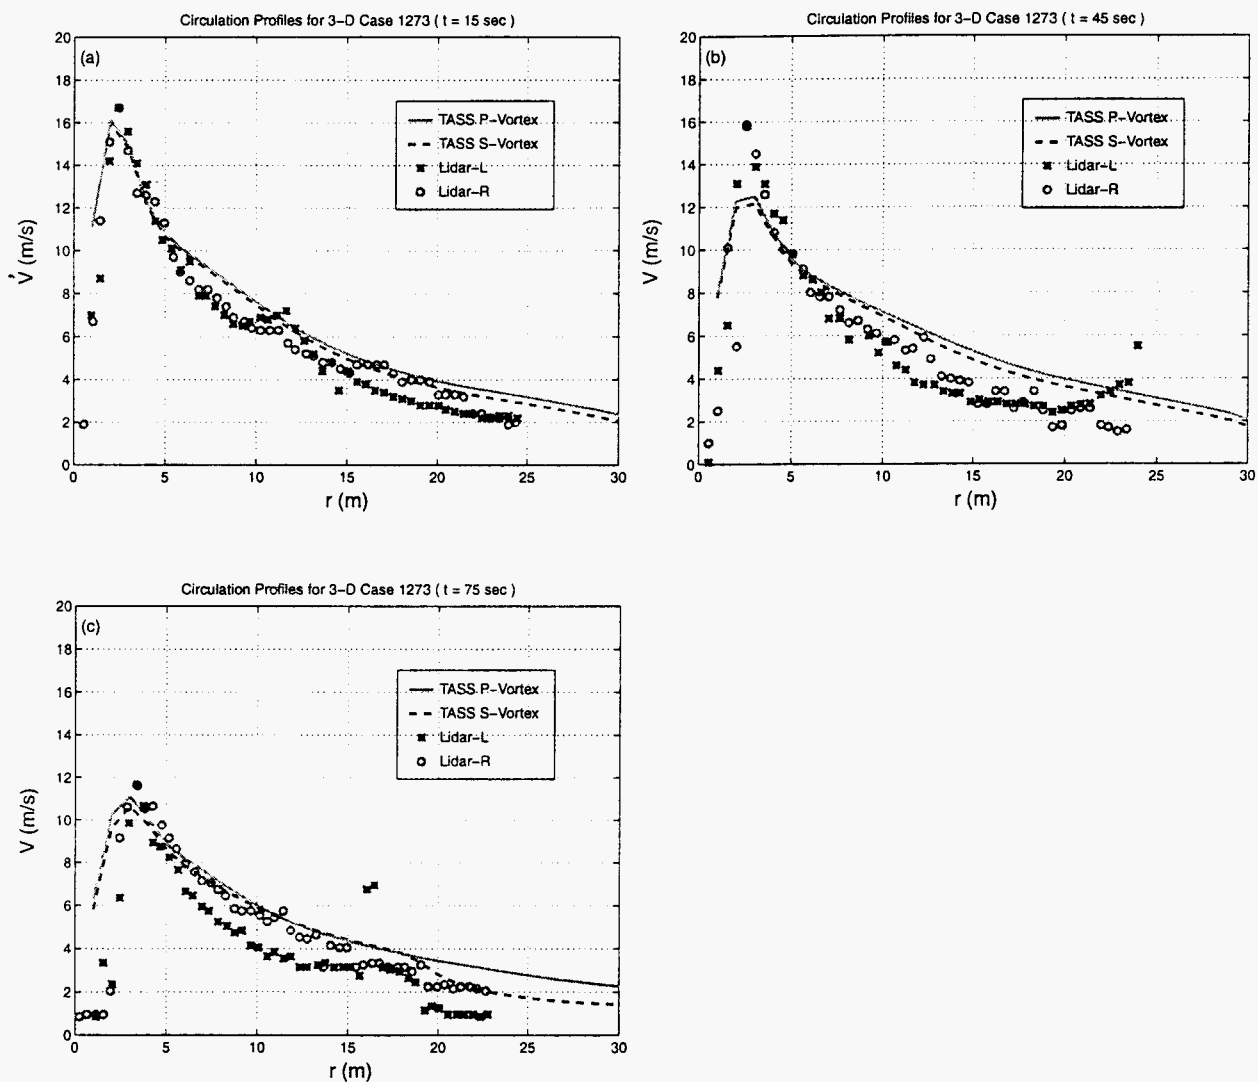 Circulation Profiles for 3-D Case 1273 ( t = 15 sec )
(a)
20
18
16
14
12
10
8
6
4
2
0
V (m/s)
TASS P-Vortex
TASS S-Vortex
Lidar-L
Lidar-R
0 5 10 15 20 25 30
r (m)
Circulation Profiles for 3-D Case 1273 ( t = 45 sec )
(b)
20
18
16
14
12
10
8
6
4
2
0
V (m/s)
TASS P-Vortex
TASS S-Vortex
Lidar-L
Lidar-R
0 5 10 15 20 25 30
r (m)
Circulation Profiles for 3-D Case 1273 ( t = 75 sec )
(c)
20
18
16
14
12
10
8
6
4
2
0
V (m/s)
TASS P-Vortex
TASS S-Vortex
Lidar-L
Lidar-R
0 5 10 15 20 25 30
r (m)